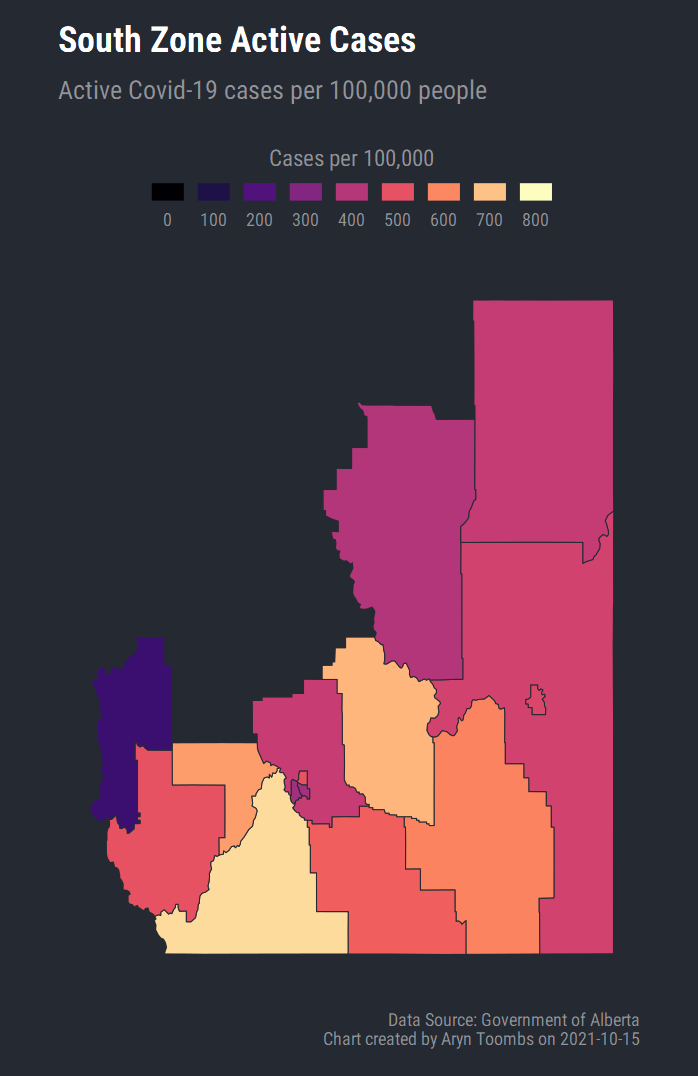 South Zone Active Cases
Active Covid-19 cases per 100,000 people
Cases per 100,000
0 100 200 300 400 500 600 700 800
Data Source: Government of Alberta
Chart created by Aryn Toombs on 2021-10-15